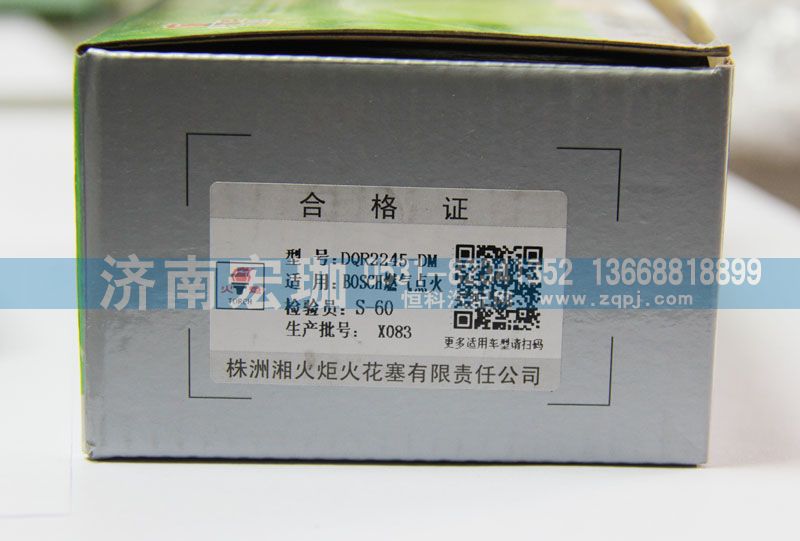 合 格 证
型 号:DQR2245-DM
适 用:BOSCH燃气点火
检验员:S-60
生产批号: X083
TORCH
更多适用车型请扫码
株洲湘火炬火花塞有限责任公司
济南宏珈 13668818899
www.zqpj.com